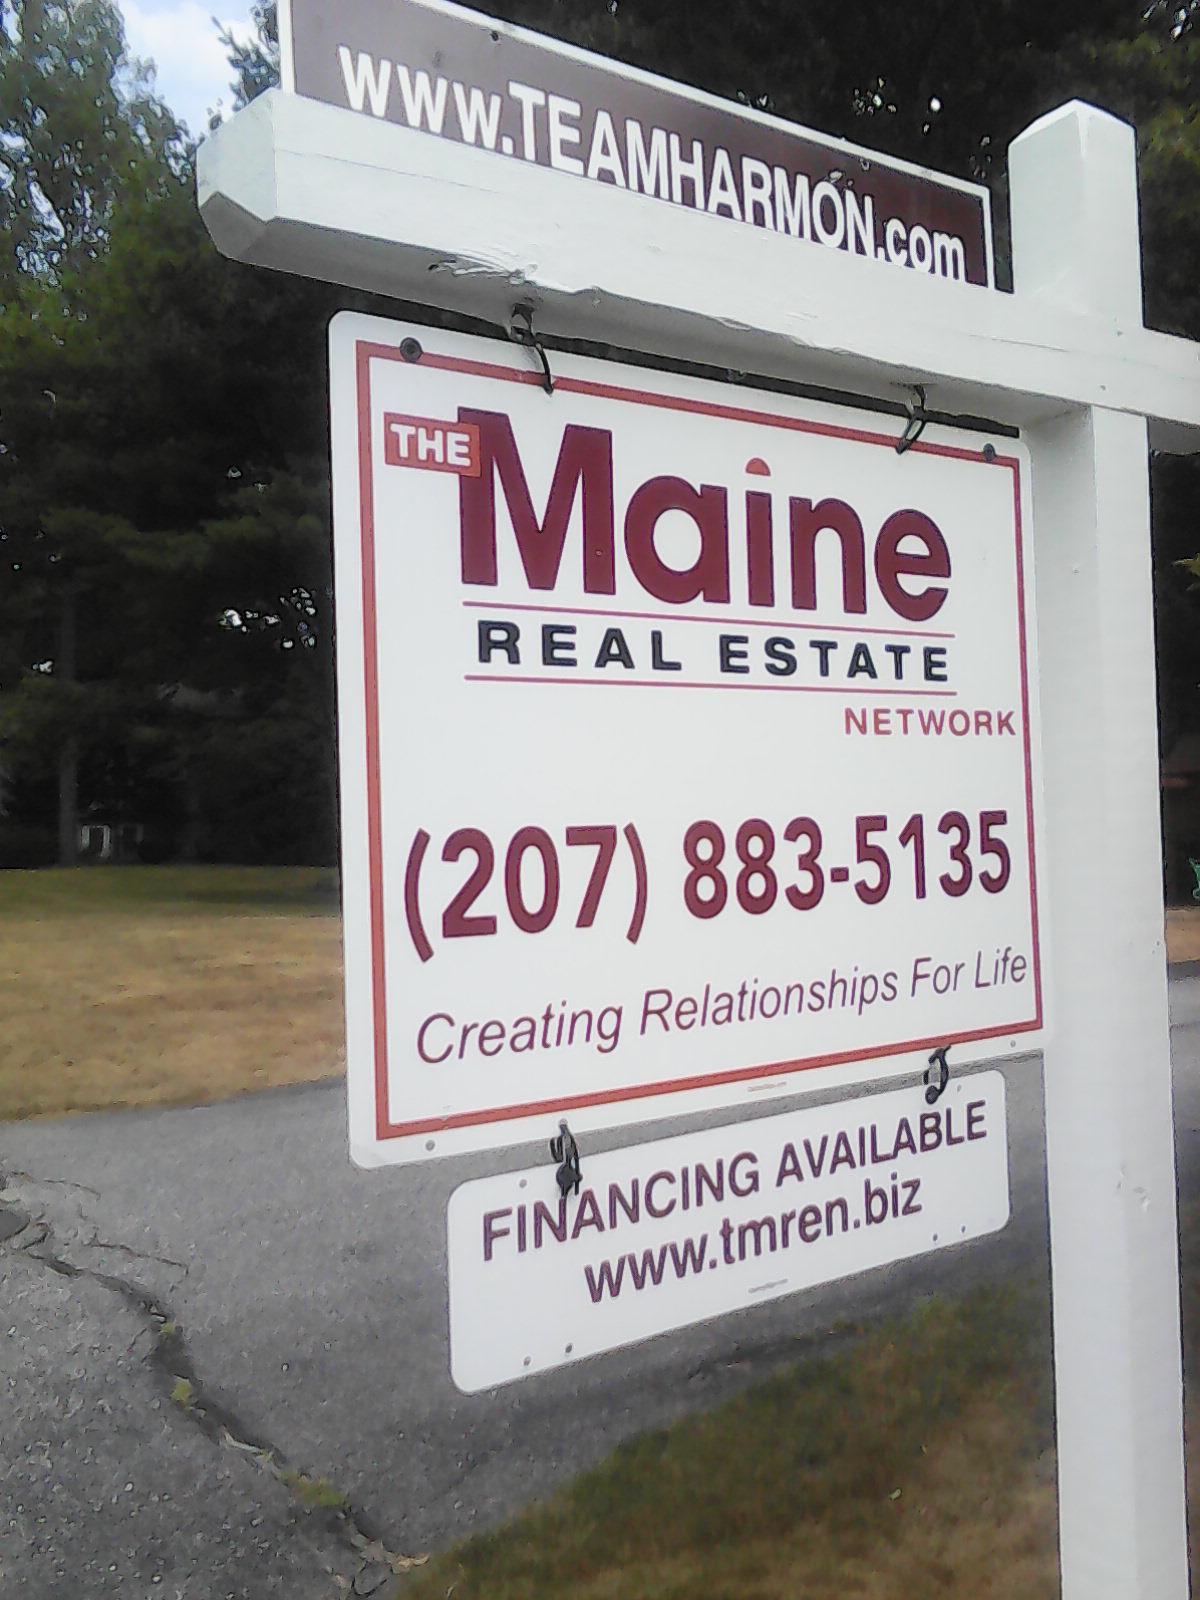 www.TEAMHARMON.com
THE Maine
REAL ESTATE
NETWORK
(207) 883-5135
Creating Relationships For Life
FINANCING AVAILABLE
www.tmren.biz